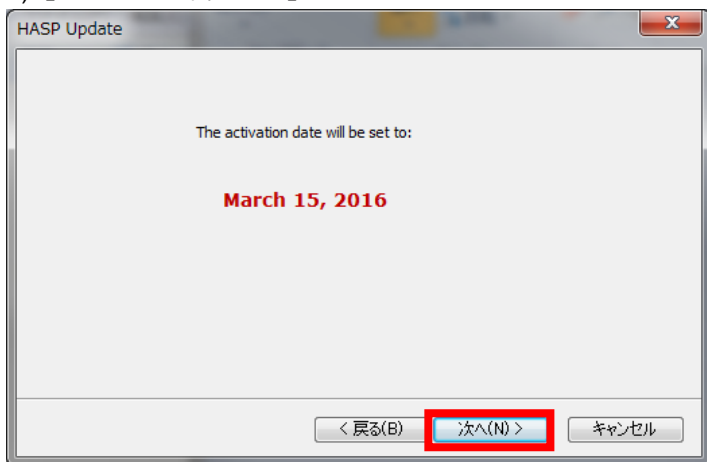 HASP Update
The activation date will be set to:
March 15, 2016
< 戻る(B) 次へ(N) > キャンセル